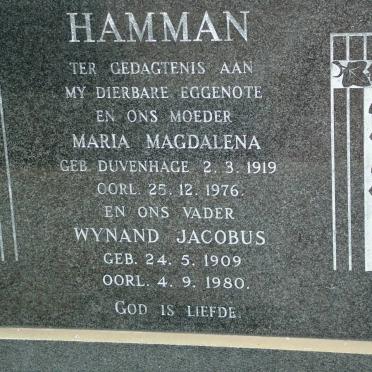 HAMMAN
TER GEDAGTENIS AAN
MY DIERBARE EGGENOTE
EN ONS MOEDER
MARIA MAGDALENA
GEB. DUVENHAGE 2. 3. 1919
OORL. 25. 12. 1976.
EN ONS VADER
WYNAND JACOBUS
GEB. 24. 5. 1909
OORL. 4. 9. 1980.
GOD IS LIEFDE.